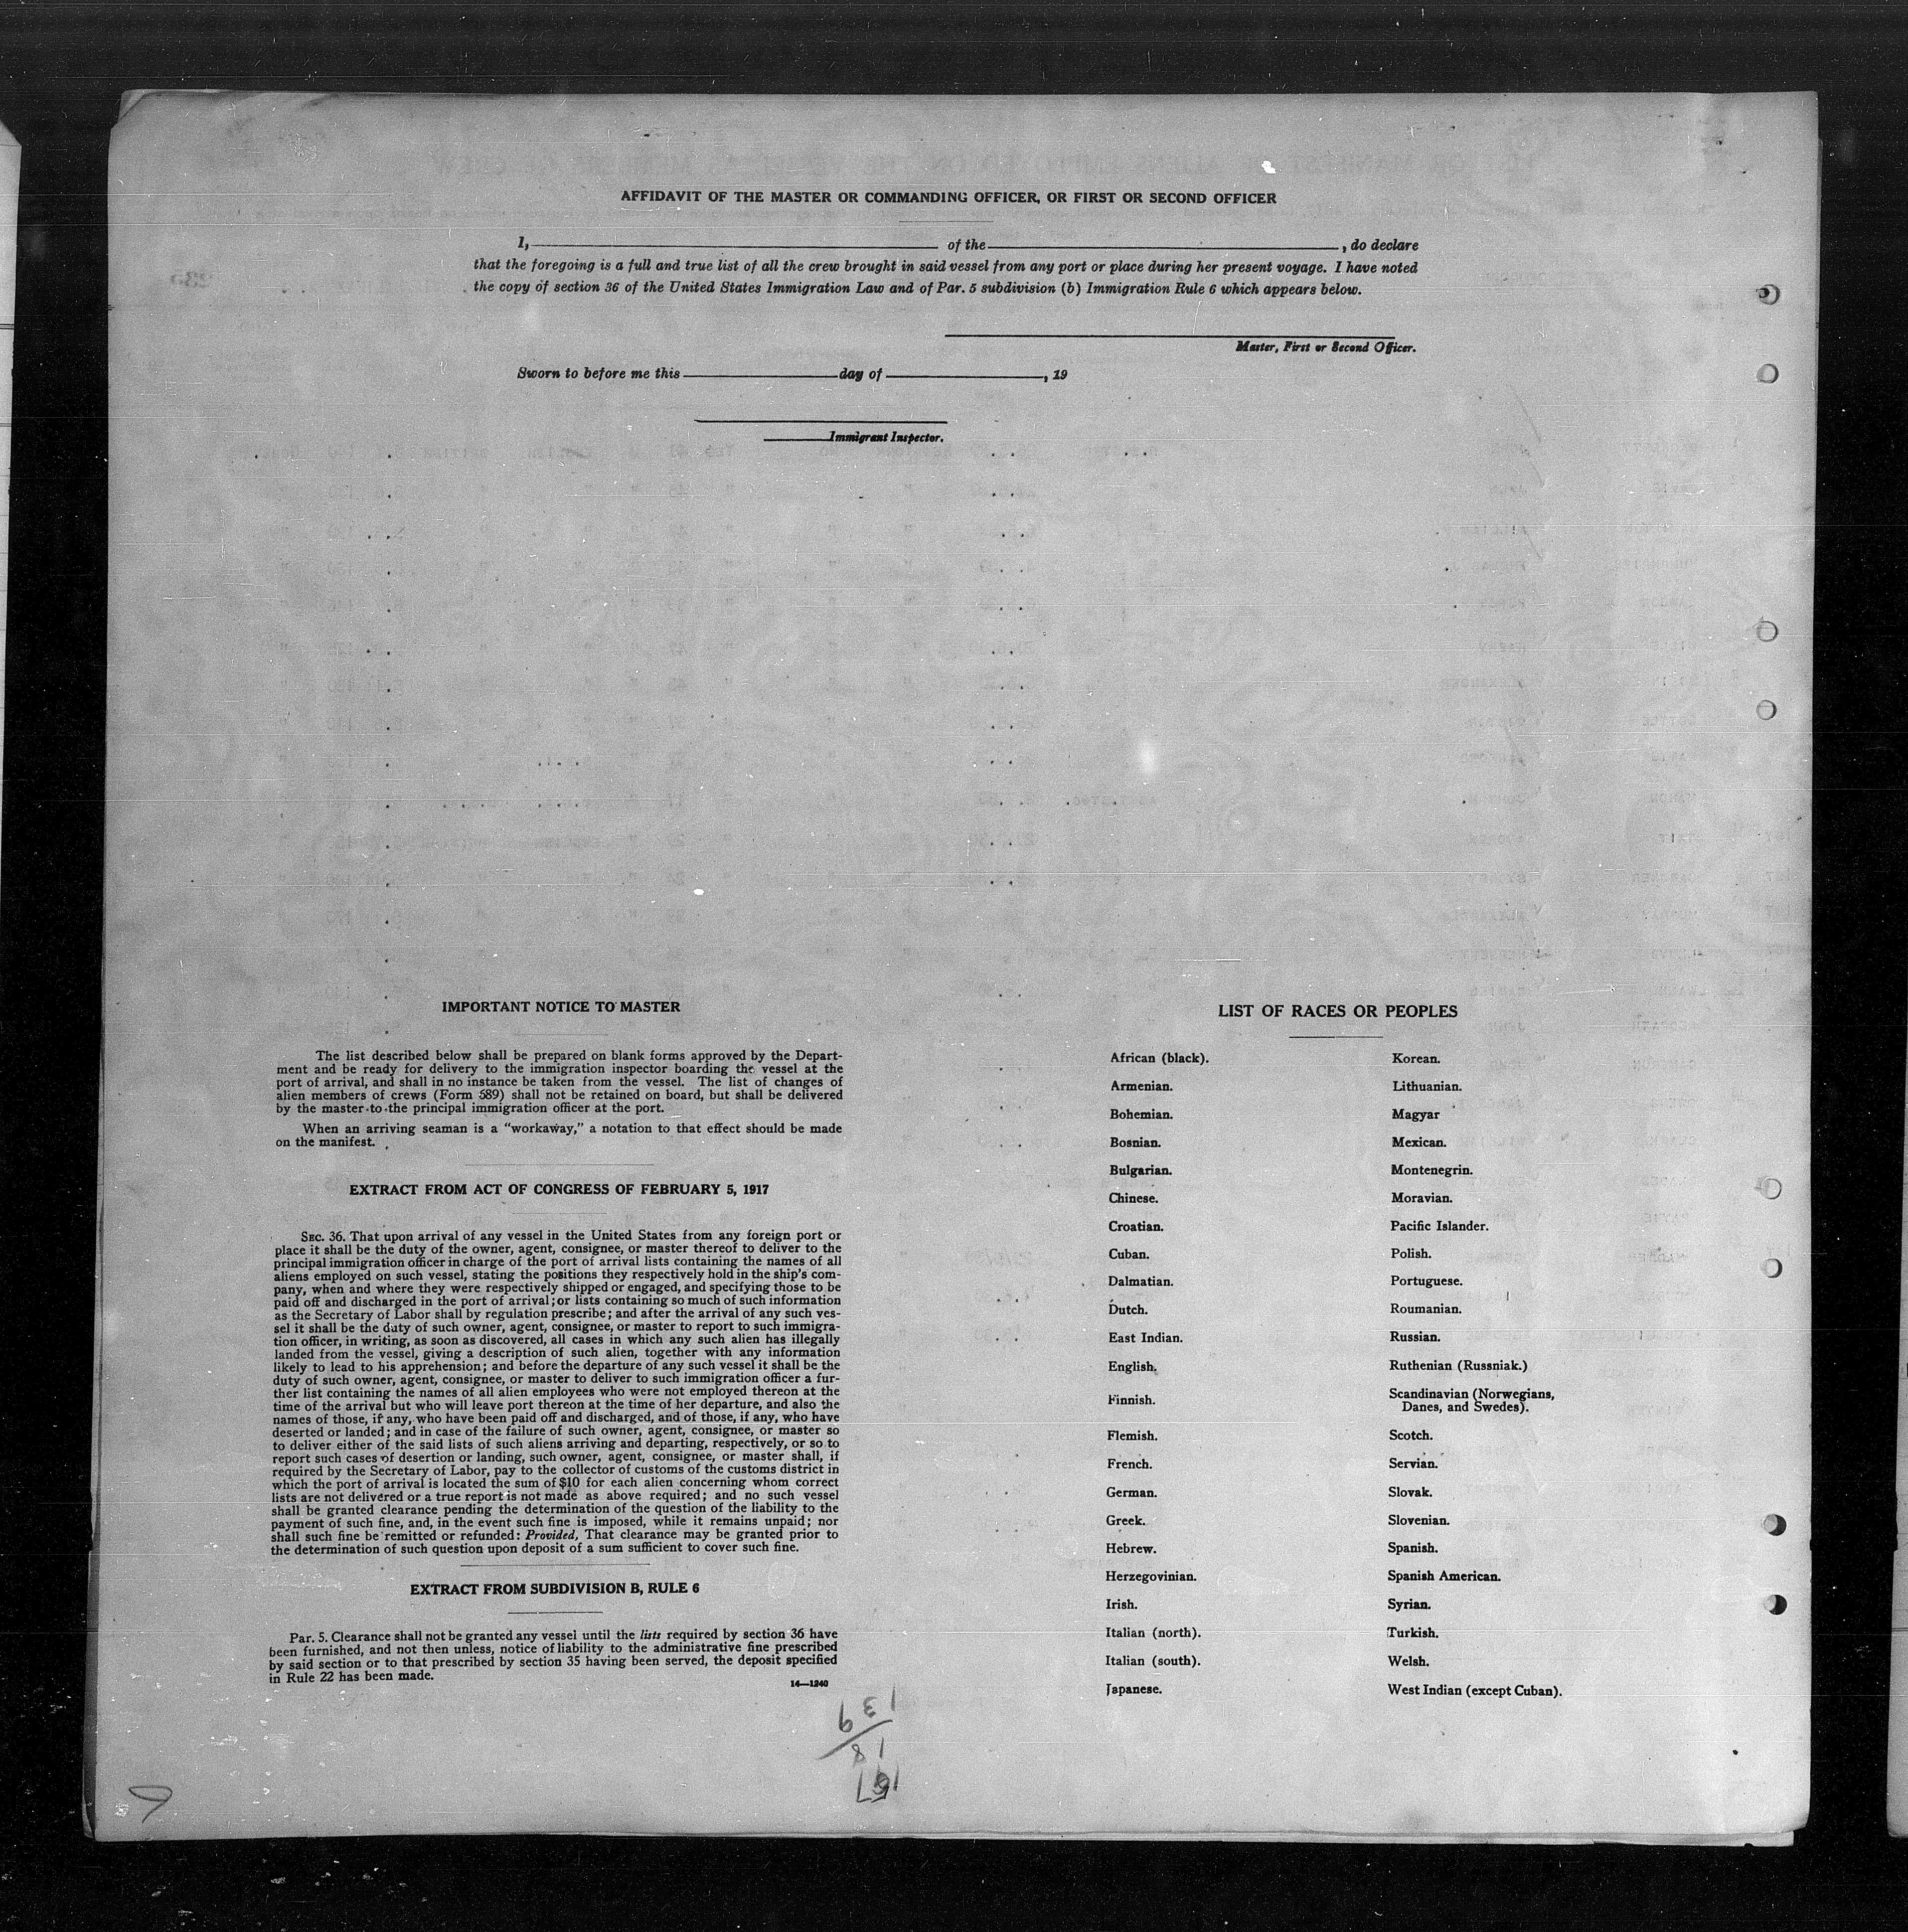 AFFIDAVIT OF THE MASTER OR COMMANDING OFFICER, OR FIRST OR SECOND OFFICER
I, of the , do declare
that the foregoing is a full and true list of all the crew brought in said vessel from any port or place during her present voyage. I have noted
the copy of section 36 of the United States Immigration Law and of Par. 5 subdivision (b) Immigration Rule 6 which appears below.
Master, First or Second Officer.
Sworn to before me this day of , 19
Immigrant Inspector.
IMPORTANT NOTICE TO MASTER
The list described below shall be prepared on blank forms approved by the Depart-
ment and be ready for delivery to the immigration inspector boarding the vessel at the
port of arrival, and shall in no instance be taken from the vessel. The list of changes of
alien members of crews (Form 589) shall not be retained on board, but shall be delivered
by the master to the principal immigration officer at the port.
When an arriving seaman is a "workaway," a notation to that effect should be made
on the manifest.
EXTRACT FROM ACT OF CONGRESS OF FEBRUARY 5, 1917
SEC. 36. That upon arrival of any vessel in the United States from any foreign port or
place it shall be the duty of the owner, agent, consignee, or master thereof to deliver to the
principal immigration officer in charge of the port of arrival lists containing the names of all
aliens employed on such vessel, stating the positions they respectively hold in the ship's com-
pany, when and where they were respectively shipped or engaged, and specifying those to be
paid off and discharged in the port of arrival; or lists containing so much of such information
as the Secretary of Labor shall by regulation prescribe; and after the arrival of any such ves-
sel it shall be the duty of such owner, agent, consignee, or master to report to such immigra-
tion officer, in writing, as soon as discovered, all cases in which any such alien has illegally
landed from the vessel, giving a description of such alien, together with any information
likely to lead to his apprehension; and before the departure of any such vessel it shall be the
duty of such owner, agent, consignee, or master to deliver to such immigration officer a fur-
ther list containing the names of all alien employees who were not employed thereon at the
time of the arrival but who will leave port thereon at the time of her departure, and also the
names of those, if any, who have been paid off and discharged, and of those, if any, who have
deserted or landed; and in case of the failure of such owner, agent, consignee, or master so
to deliver either of the said lists of such aliens arriving and departing, respectively, or so to
report such cases of desertion or landing, such owner, agent, consignee, or master shall, if
required by the Secretary of Labor, pay to the collector of customs of the customs district in
which the port of arrival is located the sum of $10 for each alien concerning whom correct
lists are not delivered or a true report is not made as above required; and no such vessel
shall be granted clearance pending the determination of the question of the liability to the
payment of such fine, and, in the event such fine is imposed, while it remains unpaid; nor
shall such fine be remitted or refunded: Provided, That clearance may be granted prior to
the determination of such question upon deposit of a sum sufficient to cover such fine.
EXTRACT FROM SUBDIVISION B, RULE 6
Par. 5. Clearance shall not be granted any vessel until the lists required by section 36 have
been furnished, and not then unless, notice of liability to the administrative fine prescribed
by said section or to that prescribed by section 35 having been served, the deposit specified
in Rule 22 has been made.
14—1240
LIST OF RACES OR PEOPLES
African (black).
Armenian.
Bohemian.
Bosnian.
Bulgarian.
Chinese.
Croatian.
Cuban.
Dalmatian.
Dutch.
East Indian.
English.
Finnish.
Flemish.
French.
German.
Greek.
Hebrew.
Herzegovinian.
Irish.
Italian (north).
Italian (south).
Japanese.
Korean.
Lithuanian.
Magyar
Mexican.
Montenegrin.
Moravian.
Pacific Islander.
Polish.
Portuguese.
Roumanian.
Russian.
Ruthenian (Russniak.)
Scandinavian (Norwegians,
Danes, and Swedes).
Scotch.
Servian.
Slovak.
Slovenian.
Spanish.
Spanish American.
Syrian.
Turkish.
Welsh.
West Indian (except Cuban).
139
18